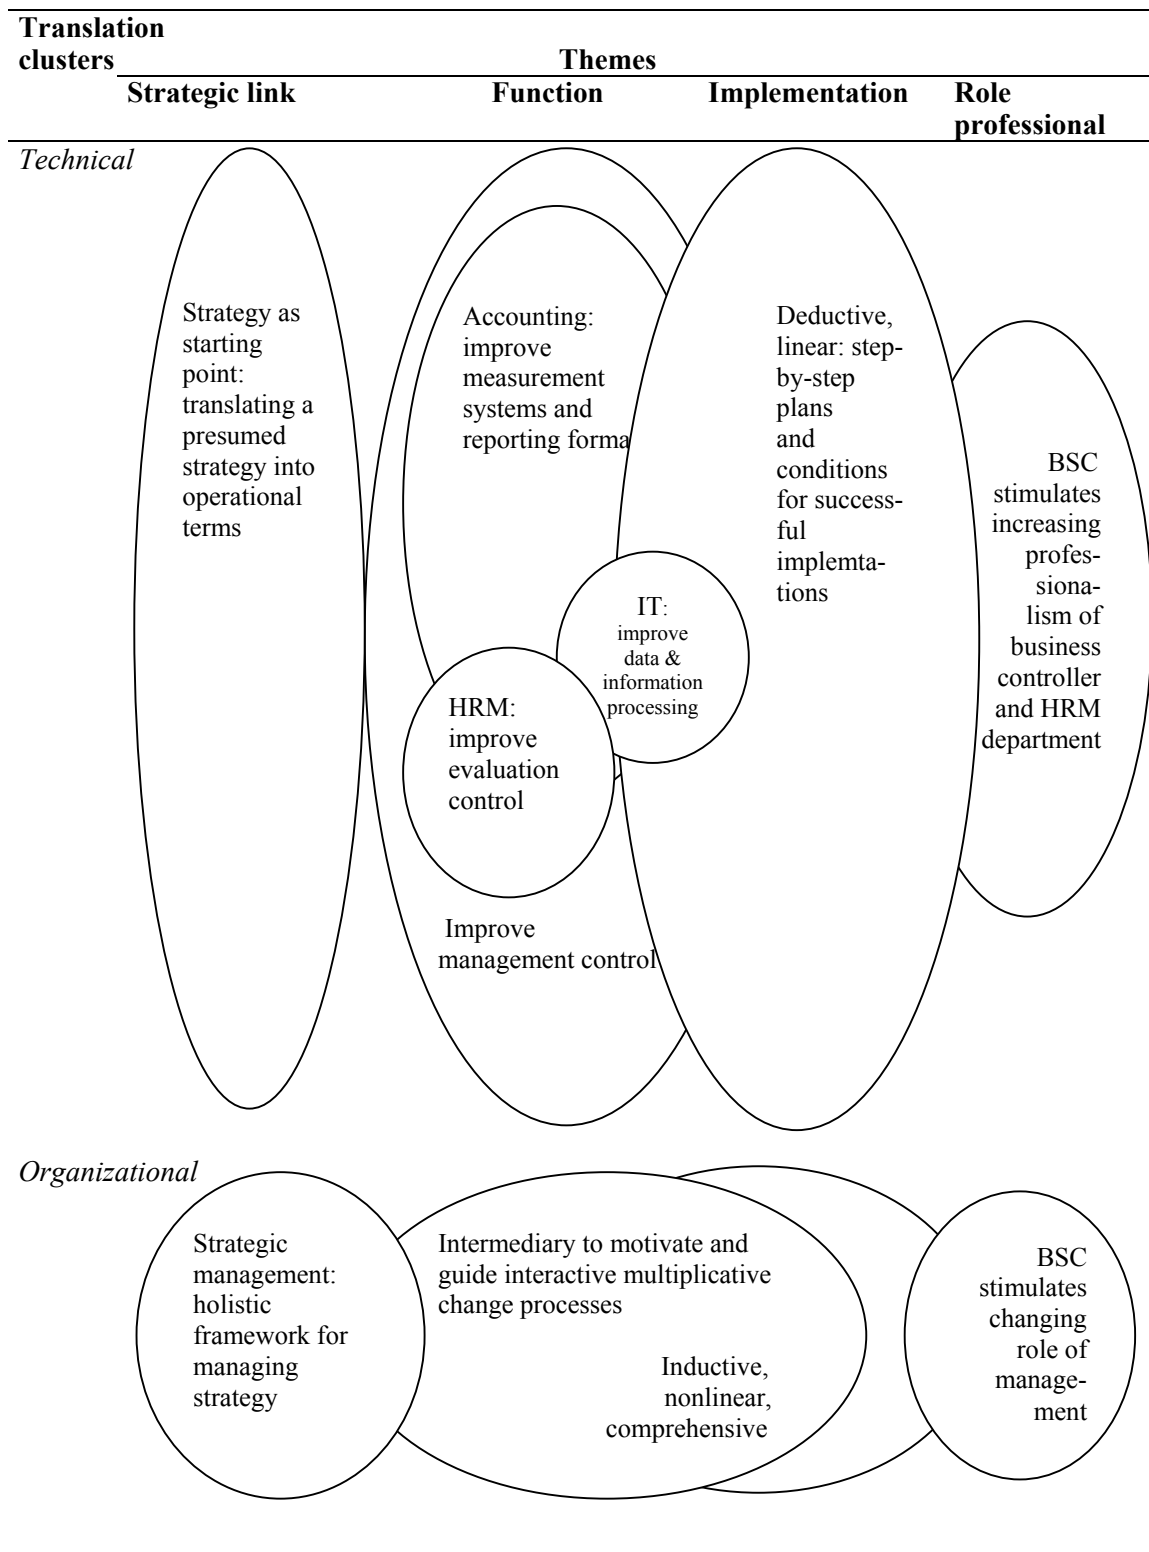 Translation
clusters
Themes
Strategic link
Function
Implementation
Role
professional
Technical
Strategy as
starting
point:
translating a
presumed
strategy into
operational
terms
Accounting:
improve
measurement
systems and
reporting forma
Deductive,
linear: step-
by-step
plans
and
conditions
for success-
ful
implemta-
tions
BSC
stimulates
increasing
profes-
siona-
lism of
business
controller
and HRM
department
IT:
improve
data &
information
processing
HRM:
improve
evaluation
control
Improve
management control
Organizational
Strategic
management:
holistic
framework for
managing
strategy
Intermediary to motivate and
guide interactive multiplicative
change processes
Inductive,
nonlinear,
comprehensive
BSC
stimulates
changing
role of
manage-
ment